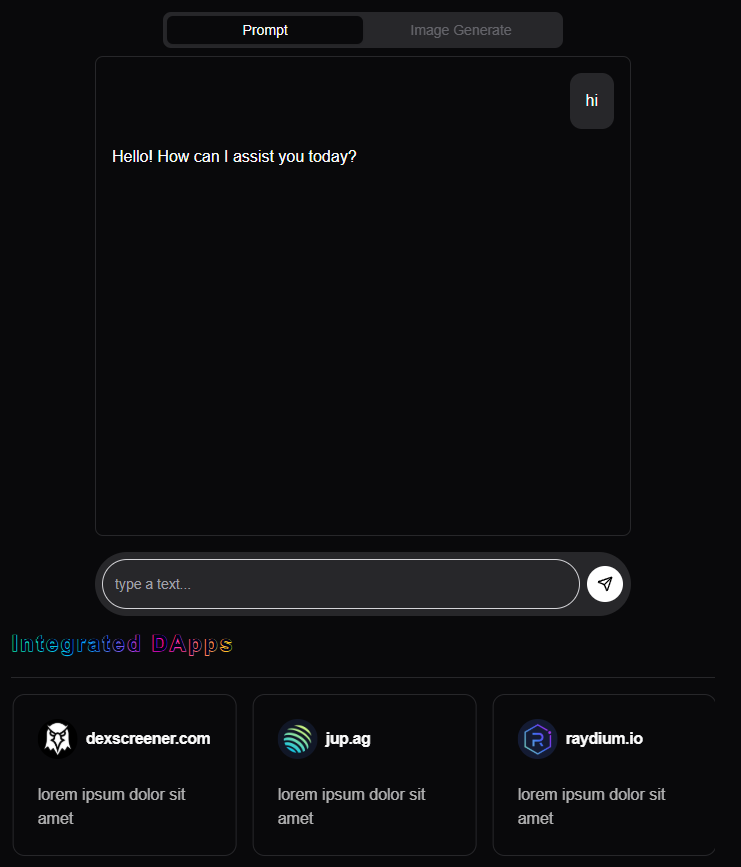 Prompt
Image Generate
hi
Hello! How can I assist you today?
type a text...
Integrated DApps
dexscreener.com
jup.ag
raydium.io
lorem ipsum dolor sit
amet
lorem ipsum dolor sit
amet
lorem ipsum dolor sit
amet